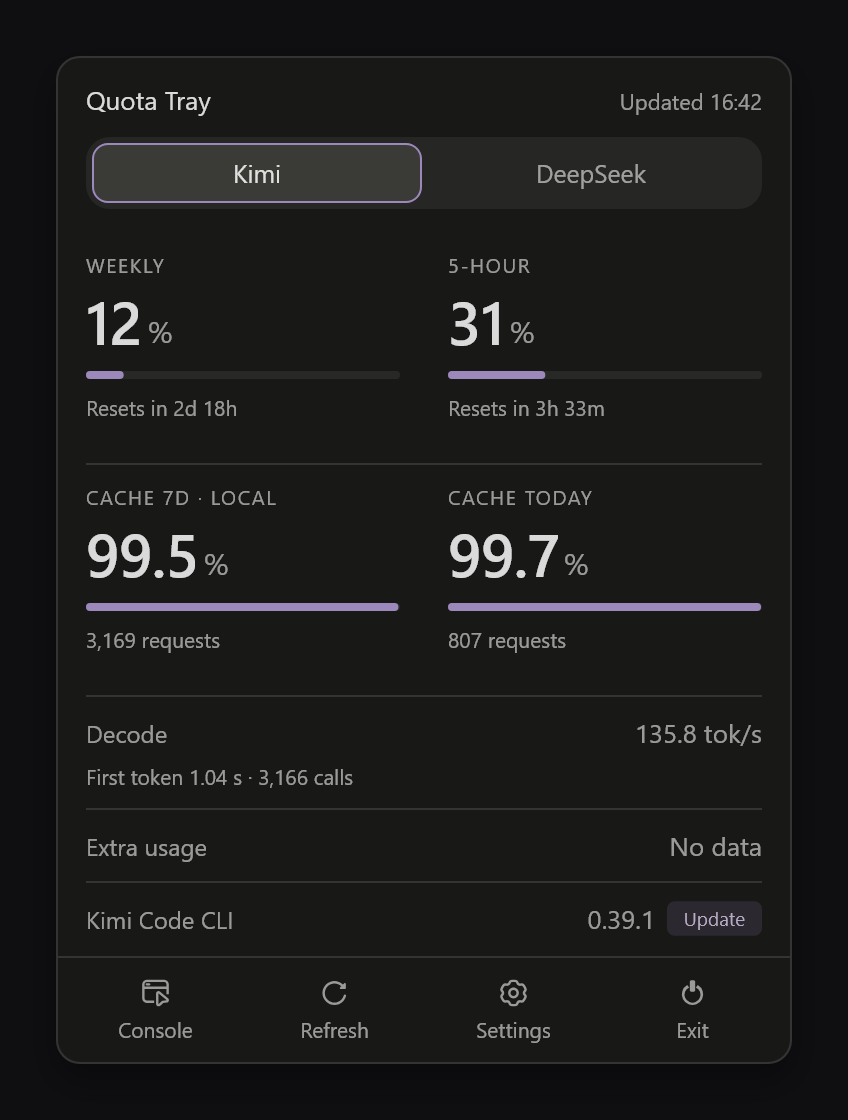 Quota Tray
Updated 16:42
Kimi
DeepSeek
WEEKLY
5-HOUR
12 %
31 %
Resets in 2d 18h
Resets in 3h 33m
CACHE 7D · LOCAL
CACHE TODAY
99.5 %
99.7 %
3,169 requests
807 requests
Decode
135.8 tok/s
First token 1.04 s · 3,166 calls
Extra usage
No data
Kimi Code CLI
0.39.1
Update
Console
Refresh
Settings
Exit